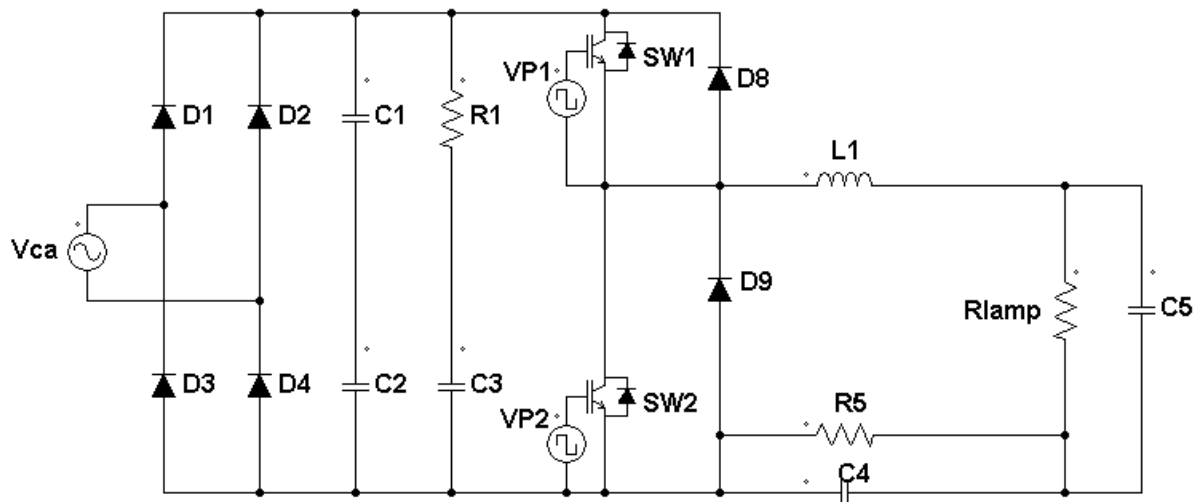 VP1
SW1
D8
D1
D2
C1
R1
L1
Vca
D9
Rlamp
C5
D3
D4
C2
C3
VP2
SW2
R5
C4